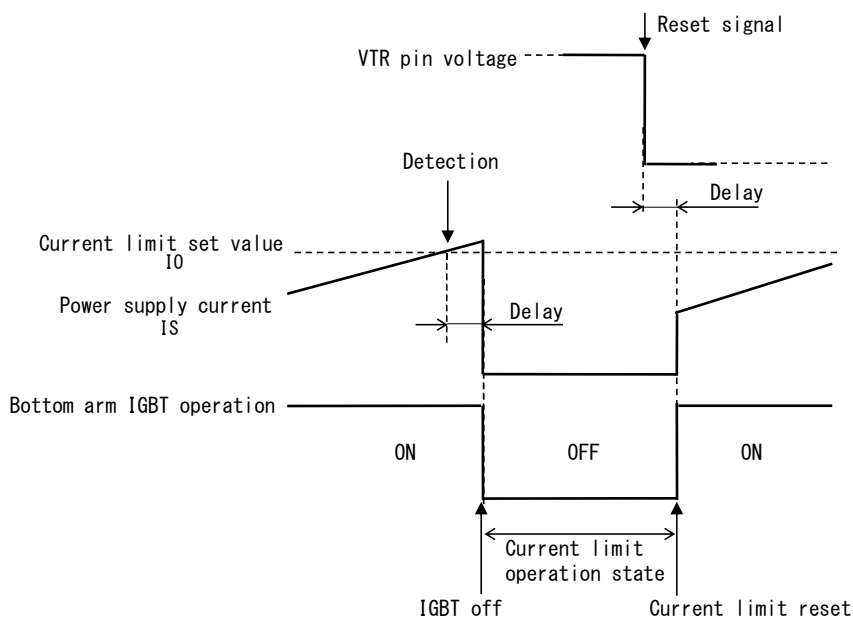 Reset signal
VTR pin voltage
Detection
Delay
Current limit set value
IO
Power supply current
IS
Delay
Bottom arm IGBT operation
ON
OFF
ON
Current limit
operation state
IGBT off
Current limit reset